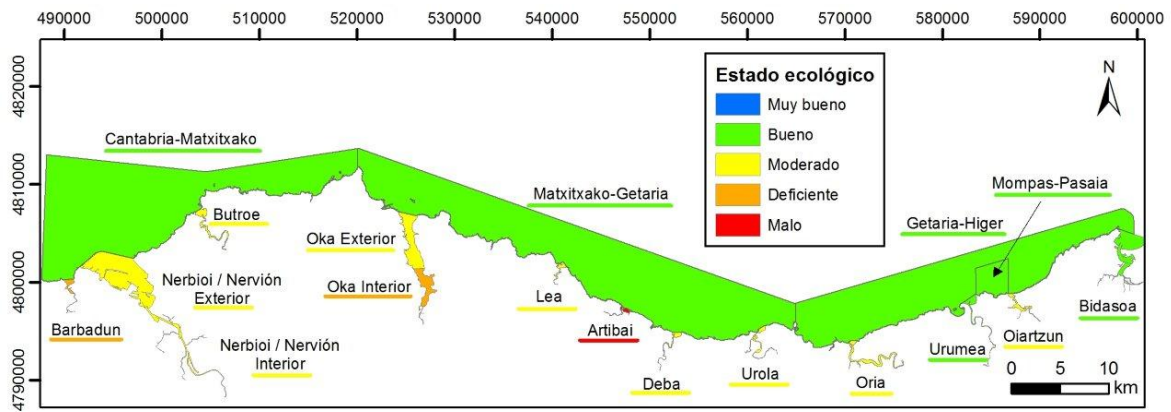 490000 500000 510000 520000 530000 540000 550000 560000 570000 580000 590000 600000
4820000
4810000
4800000
4790000
Estado ecológico
Muy bueno
Bueno
Moderado
Deficiente
Malo
N
Cantabria-Matxitxako
Matxitxako-Getaria
Mompas-Pasaia
Getaria-Higer
Butroe
Oka Exterior
Nerbioi / Nervión
Exterior
Oka Interior
Barbadun
Nerbioi / Nervión
Interior
Lea
Artibai
Deba
Urola
Oria
Urumea
Oiartzun
Bidasoa
0 10
km